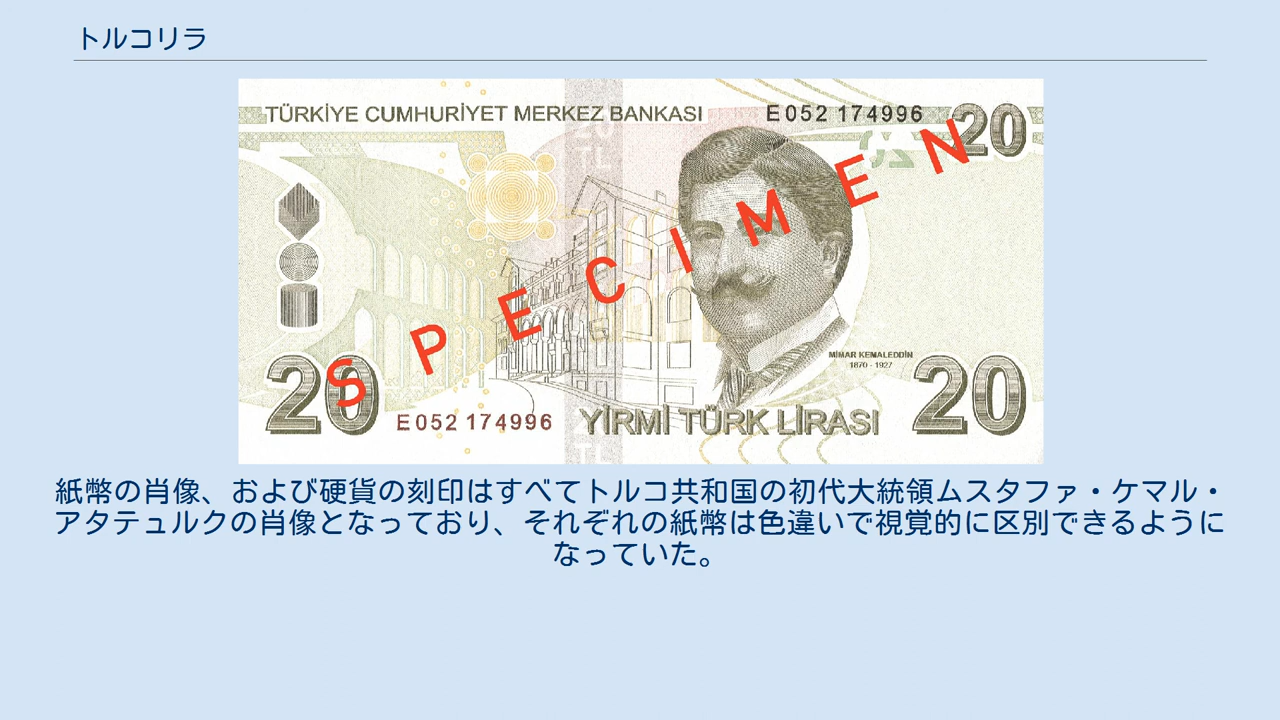 トルコリラ
TÜRKİYE CUMHURİYET MERKEZ BANKASI
E052 174996
20
SPECIMEN
MİMAR KEMALEDDİN
1870 - 1927
20
E052 174996
YİRMİ TÜRK LİRASI
20
紙幣の肖像、および硬貨の刻印はすべてトルコ共和国の初代大統領ムスタファ・ケマル・
アタテュルクの肖像となっており、それぞれの紙幣は色違いで視覚的に区別できるように
なっていた。